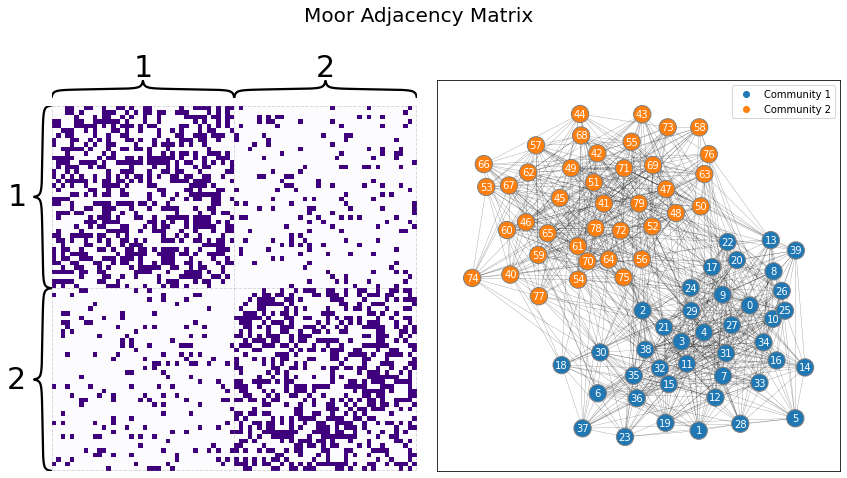 Moor Adjacency Matrix
1 2
1
2
Community 1
Community 2
44 43
73 58
68
57 55
42 76
66 49 71 69
62 63
53 67 51 47
45 41 79 50
48
60 46 78 72 52
65
61 22 13
59 70 64 56 20 39
17
74 40 54 75 8
24 26
77 9
2 29 0 25
10
21 27
4
3 34
38
30 31
18 32 11 16 14
35 7
15 33
6 36 12
5
19 28
37 1
23